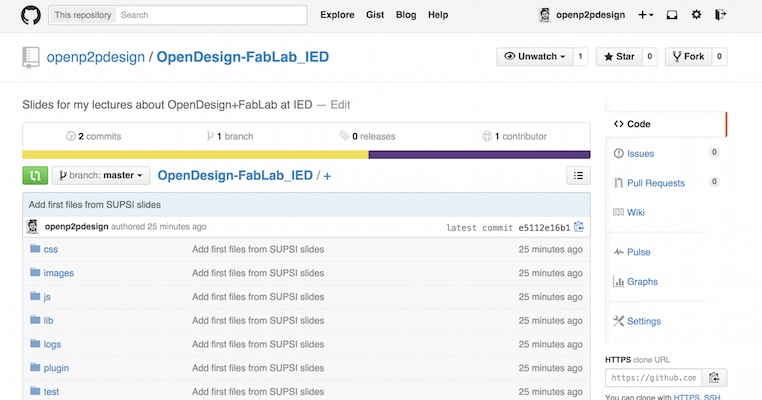 This repository Search Explore Gist Blog Help openp2pdesign
openp2pdesign / OpenDesign-FabLab_IED Unwatch 1 Star 0 Fork 0
Slides for my lectures about OpenDesign+FabLab at IED — Edit
2 commits 1 branch 0 releases 1 contributor
branch: master OpenDesign-FabLab_IED / +
Add first files from SUPSI slides
openp2pdesign authored 25 minutes ago latest commit e5112e16b1
css Add first files from SUPSI slides 25 minutes ago
images Add first files from SUPSI slides 25 minutes ago
js Add first files from SUPSI slides 25 minutes ago
lib Add first files from SUPSI slides 25 minutes ago
logs Add first files from SUPSI slides 25 minutes ago
plugin Add first files from SUPSI slides 25 minutes ago
test Add first files from SUPSI slides 25 minutes ago
Code
Issues 0
Pull Requests 0
Wiki
Pulse
Graphs
Settings
HTTPS clone URL
https://github.com
You can clone with HTTPS, SSH,